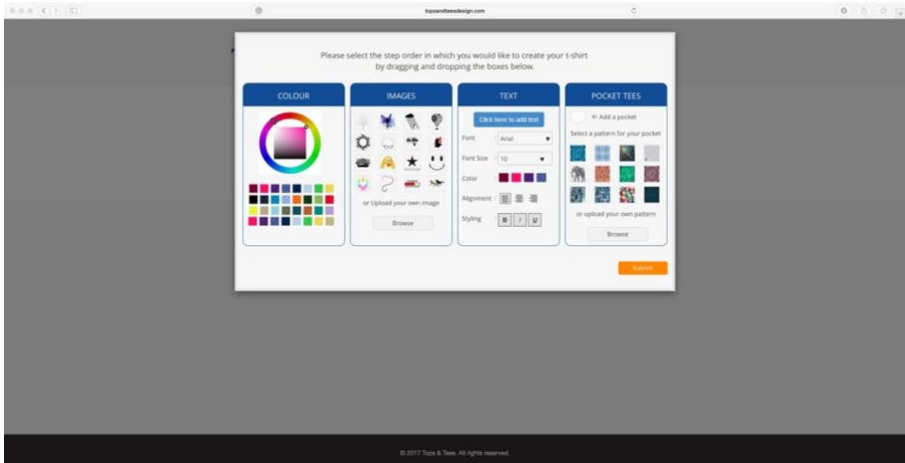 topsandteesdesign.com
Please select the step order in which you would like to create your t-shirt
by dragging and dropping the boxes below.
COLOUR
IMAGES
or Upload your own image
Browse
TEXT
Click here to add text
Font : Arial
Font Size : 10
Color :
Alignment :
Styling : B I U
POCKET TEES
Add a pocket
Select a pattern for your pocket
or upload your own pattern
Browse
Submit
© 2017 Tops & Tees. All rights reserved.